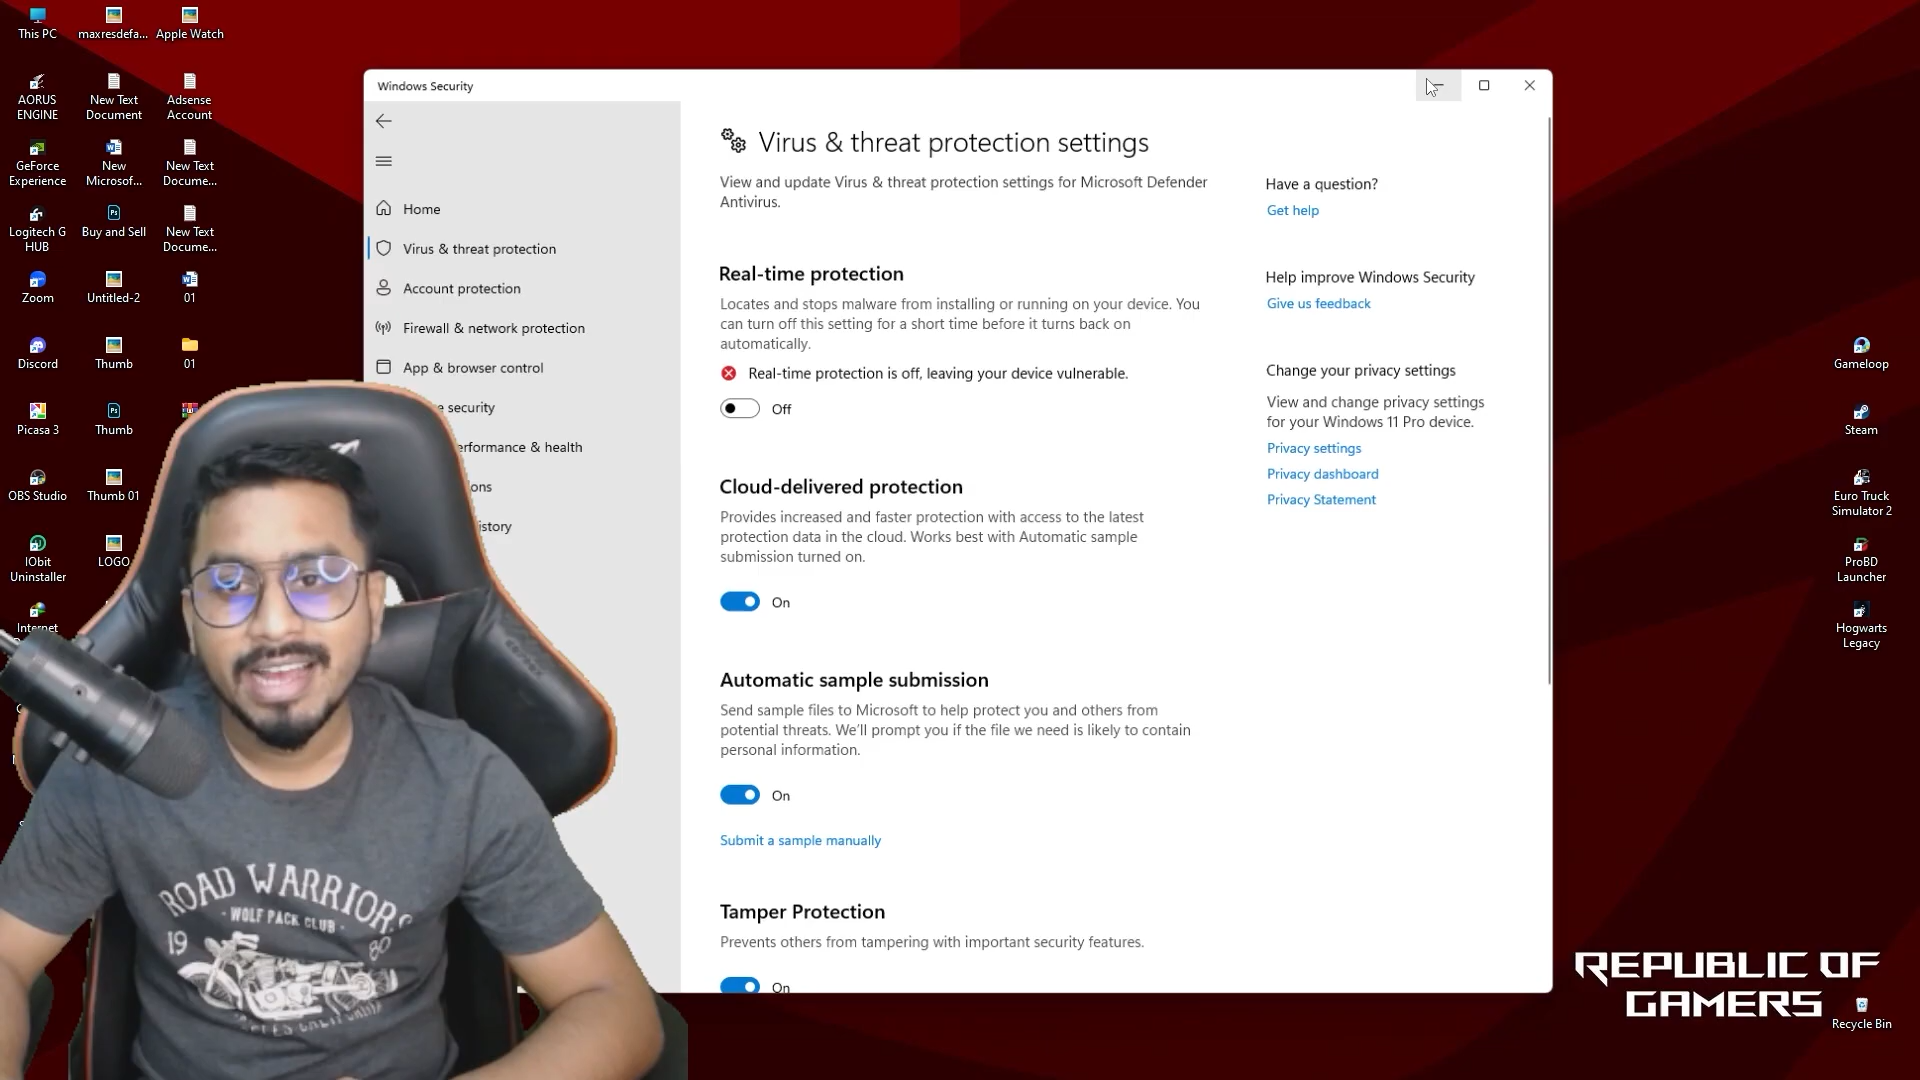 This PC
maxresdefa...
Apple Watch
AORUS
ENGINE
New Text
Document
Adsense
Account
GeForce
Experience
New
Microsof...
New Text
Docume...
Logitech G
HUB
Buy and Sell
New Text
Docume...
Zoom
Untitled-2
01
Discord
Thumb
01
Picasa 3
Thumb
OBS Studio
Thumb 01
IObit
Uninstaller
LOGO
Internet
Windows Security
Home
Virus & threat protection
Account protection
Firewall & network protection
App & browser control
security
performance & health
Virus & threat protection settings
View and update Virus & threat protection settings for Microsoft Defender
Antivirus.
Real-time protection
Locates and stops malware from installing or running on your device. You
can turn off this setting for a short time before it turns back on
automatically.
Real-time protection is off, leaving your device vulnerable.
Off
Cloud-delivered protection
Provides increased and faster protection with access to the latest
protection data in the cloud. Works best with Automatic sample
submission turned on.
On
Automatic sample submission
Send sample files to Microsoft to help protect you and others from
potential threats. We'll prompt you if the file we need is likely to contain
personal information.
On
Submit a sample manually
Tamper Protection
Prevents others from tampering with important security features.
On
Have a question?
Get help
Help improve Windows Security
Give us feedback
Change your privacy settings
View and change privacy settings
for your Windows 11 Pro device.
Privacy settings
Privacy dashboard
Privacy Statement
Gameloop
Steam
Euro Truck
Simulator 2
ProBD
Launcher
Hogwarts
Legacy
REPUBLIC OF
GAMERS
Recycle Bin
ROAD WARRIORS
- WOLF PACK CLUB -
19 80